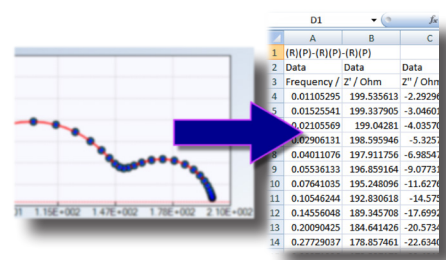 D1
A B C
1 (R)(P)-(R)(P)-(R)(P)
2 Data Data Data
3 Frequency / Z' / Ohm Z'' / Ohm
4 0.01105295 199.535613 -2.29296
5 0.01525541 199.337905 -3.04601
0.02105569 199.04281 -4.03570
0.02906131 198.595946 -5.3257
8 0.04011076 197.911756 -6.98547
9 0.05536133 196.859164 -9.07731
10 0.07641035 195.248096 -11.6276
11 0.10546244 192.830618 -14.575
12 0.14556048 189.345708 -17.6992
13 0.20090425 184.641426 -20.5734
14 0.27729037 178.857461 -22.6340
1.15E+002 1.47E+002 1.78E+002 2.10E+002